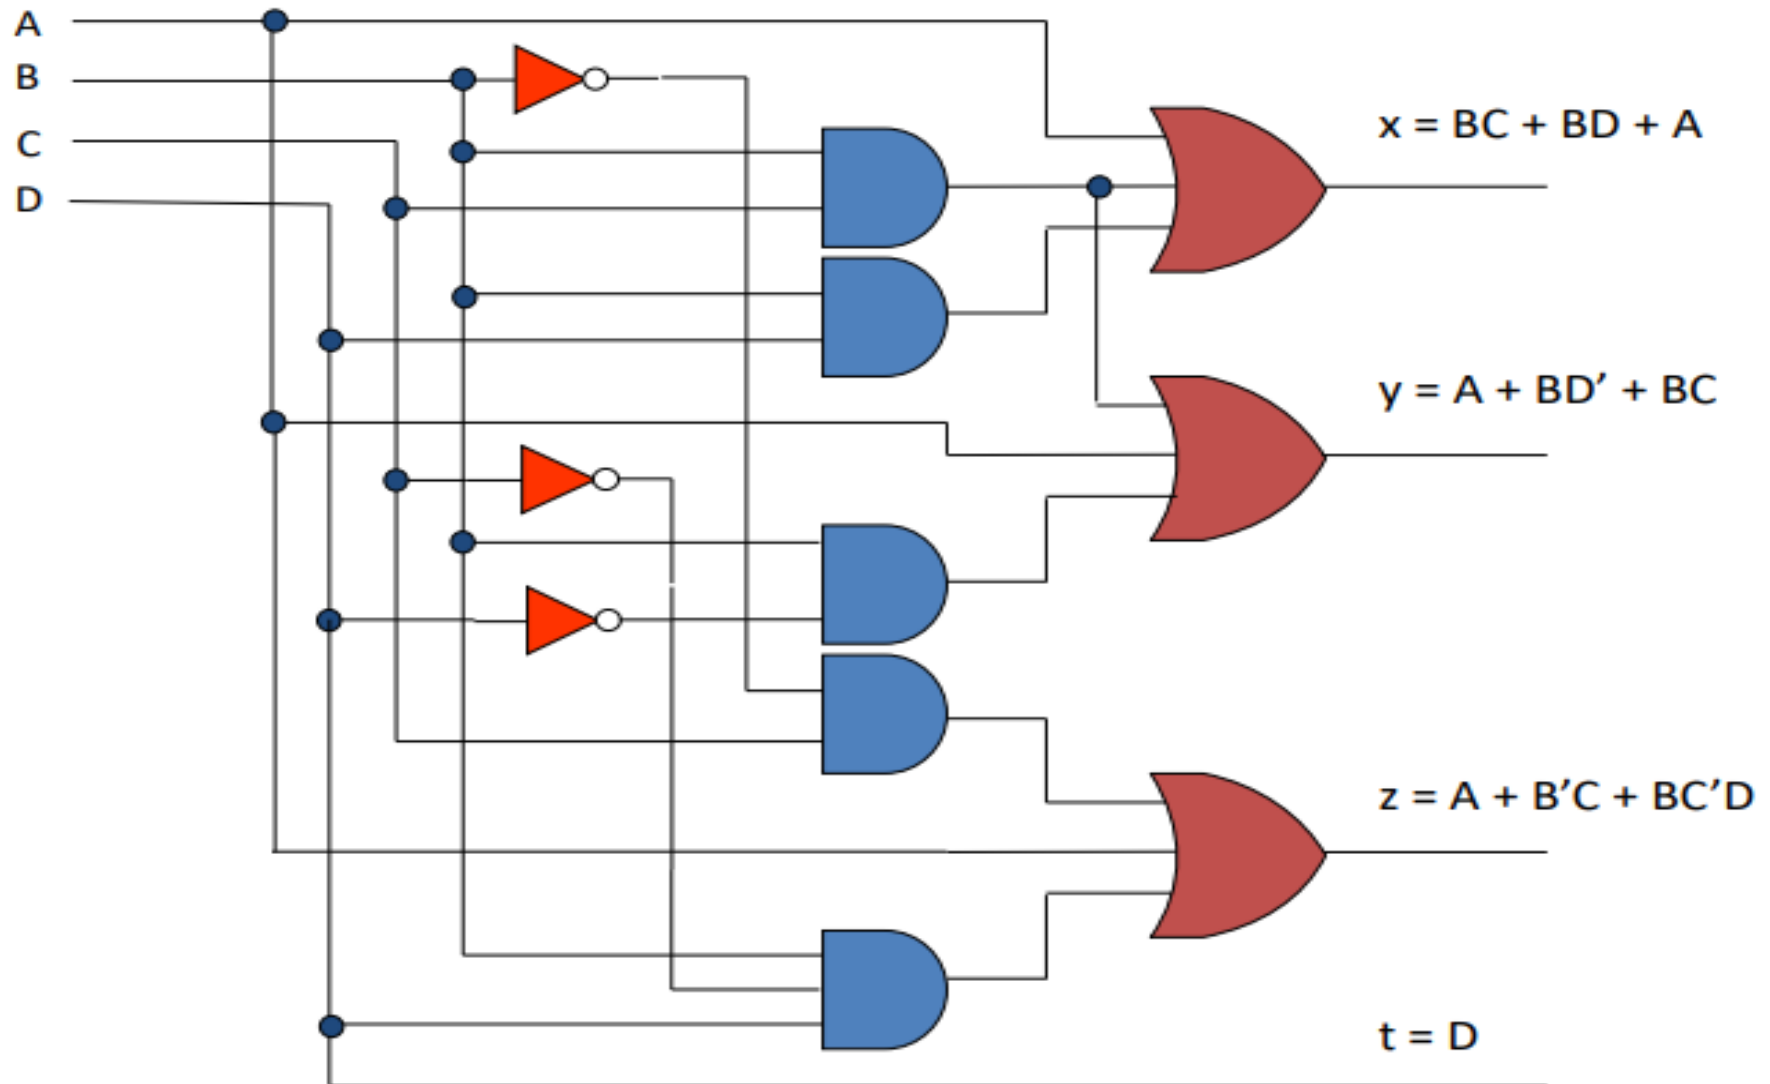 A
B
C
D
x = BC + BD + A
y = A + BD’ + BC
z = A + B’C + BC’D
t = D